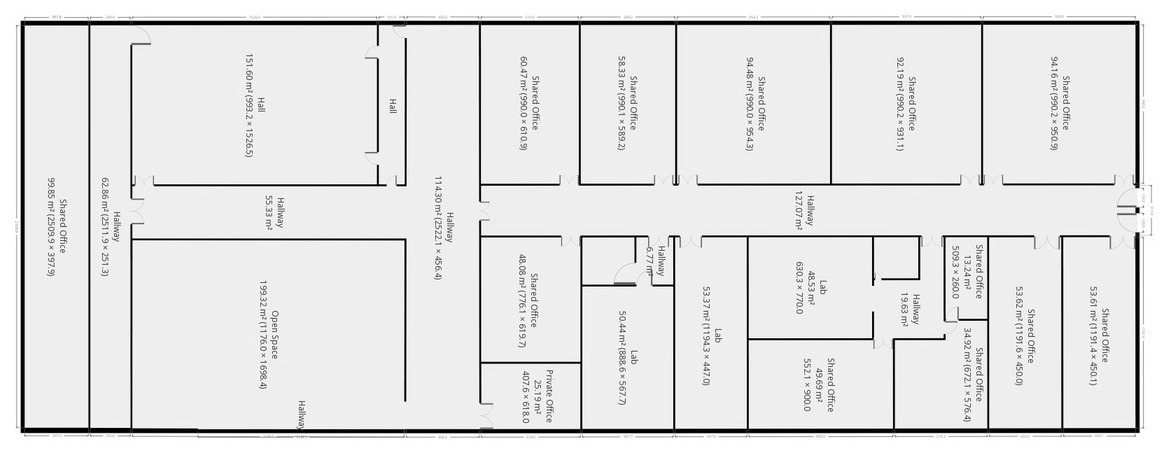 Shared Office
99.85 m² (2509.9 × 397.9)
Hallway
62.86 m² (2511.9 × 251.3)
Hall
151.60 m² (993.2 × 1526.5)
Hall
Hallway
55.33 m²
Open Space
199.32 m² (1176.0 × 1698.4)
Hallway
Hallway
114.30 m² (2522.1 × 456.4)
Shared Office
60.47 m² (990.0 × 610.9)
Shared Office
58.33 m² (990.1 × 589.2)
Shared Office
94.48 m² (990.2 × 954.3)
Shared Office
92.19 m² (990.2 × 931.1)
Shared Office
94.16 m² (990.2 × 950.9)
Hallway
127.07 m²
Shared Office
48.08 m² (776.1 × 619.7)
Private Office
25.19 m²
407.6 × 618.0
Hallway
6.77 m²
Lab
50.44 m² (888.6 × 567.7)
Lab
53.37 m² (1194.3 × 447.0)
Lab
48.53 m²
630.3 × 770.0
Shared Office
49.69 m²
552.1 × 900.0
Hallway
19.63 m²
Shared Office
13.24 m²
509.3 × 260.0
Shared Office
34.92 m² (672.1 × 576.4)
Shared Office
53.62 m² (1191.6 × 450.0)
Shared Office
53.61 m² (1191.4 × 450.1)